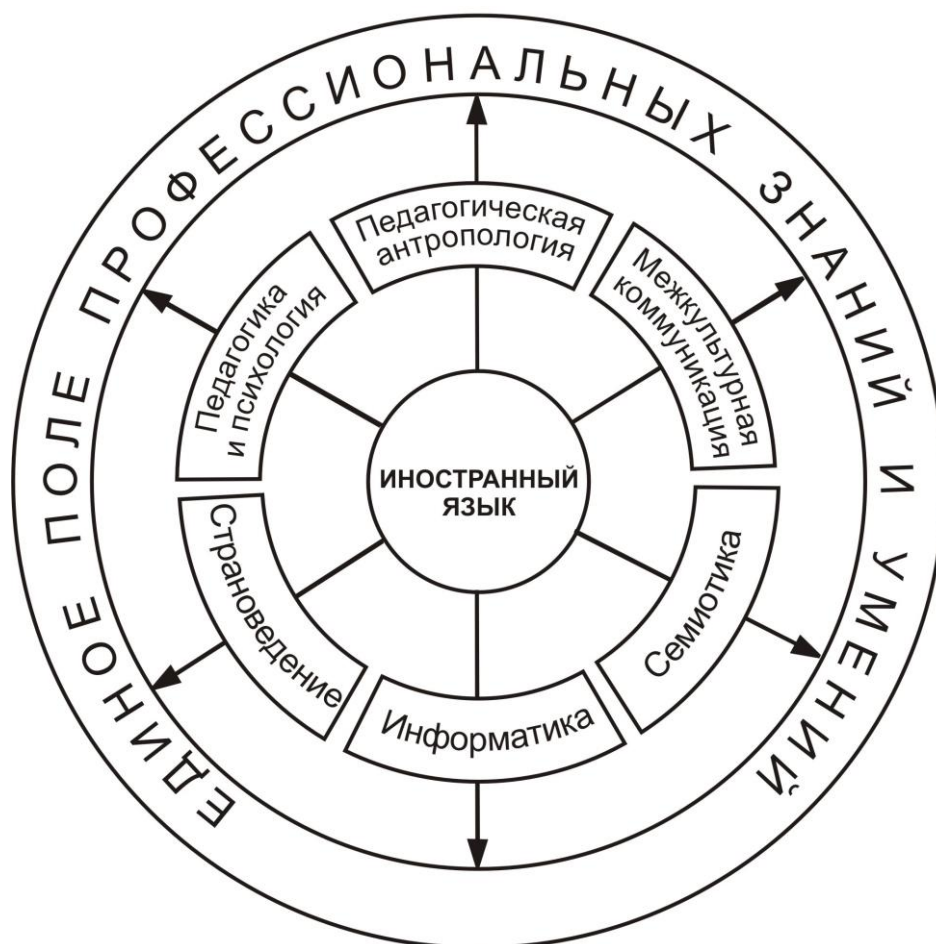 ЕДИНОЕ ПОЛЕ ПРОФЕССИОНАЛЬНЫХ ЗНАНИЙ И УМЕНИЙ
Педагогическая
антропология
Межкультурная
коммуникация
Семиотика
Информатика
Страноведение
Педагогика
и психология
ИНОСТРАННЫЙ
ЯЗЫК